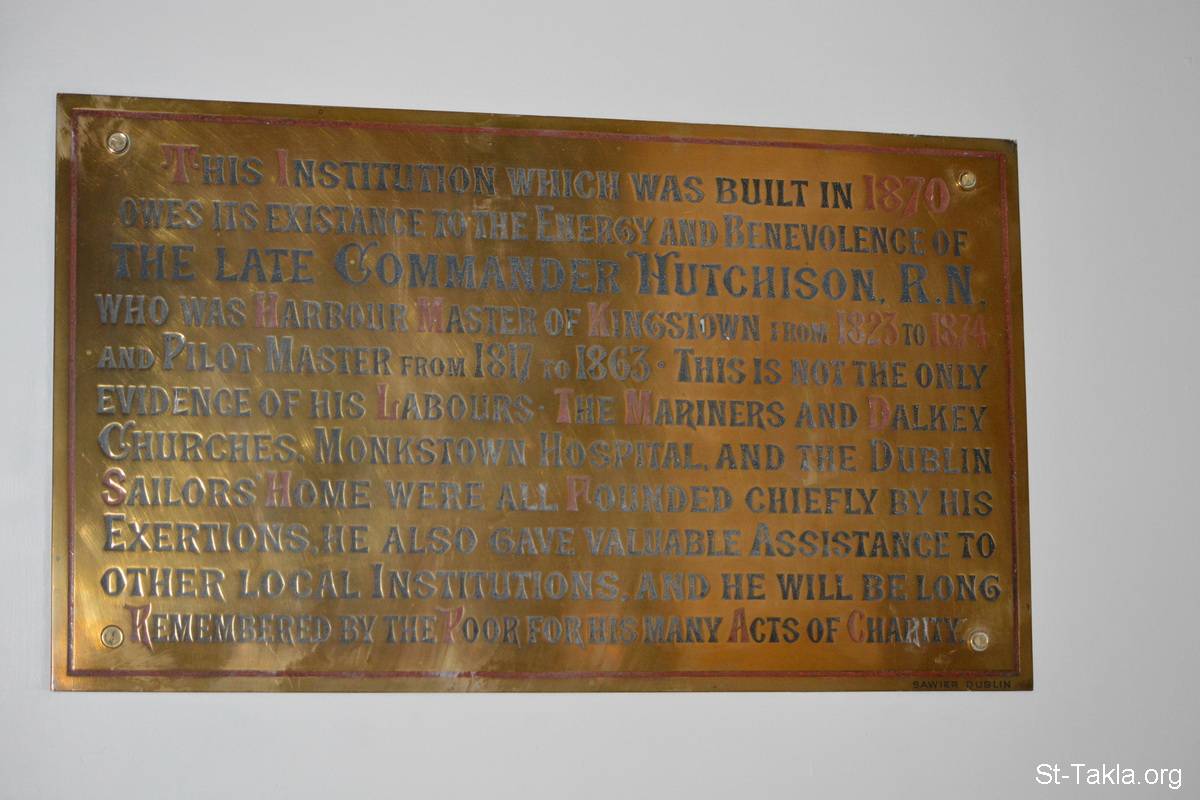 This Institution which was built in 1870
owes its existance to the Energy and Benevolence of
the late Commander Hutchison, R.N.,
who was Harbour Master of Kingstown from 1823 to 1874
and Pilot Master from 1817 to 1863. This is not the only
evidence of his Labours. The Mariners and Dalkey
Churches, Monkstown Hospital, and the Dublin
Sailors' Home were all Founded chiefly by his
Exertions, he also gave valuable Assistance to
other local Institutions, and he will be long
Remembered by the Poor for his many Acts of Charity.
SAWIER DUBLIN
St-Takla.org